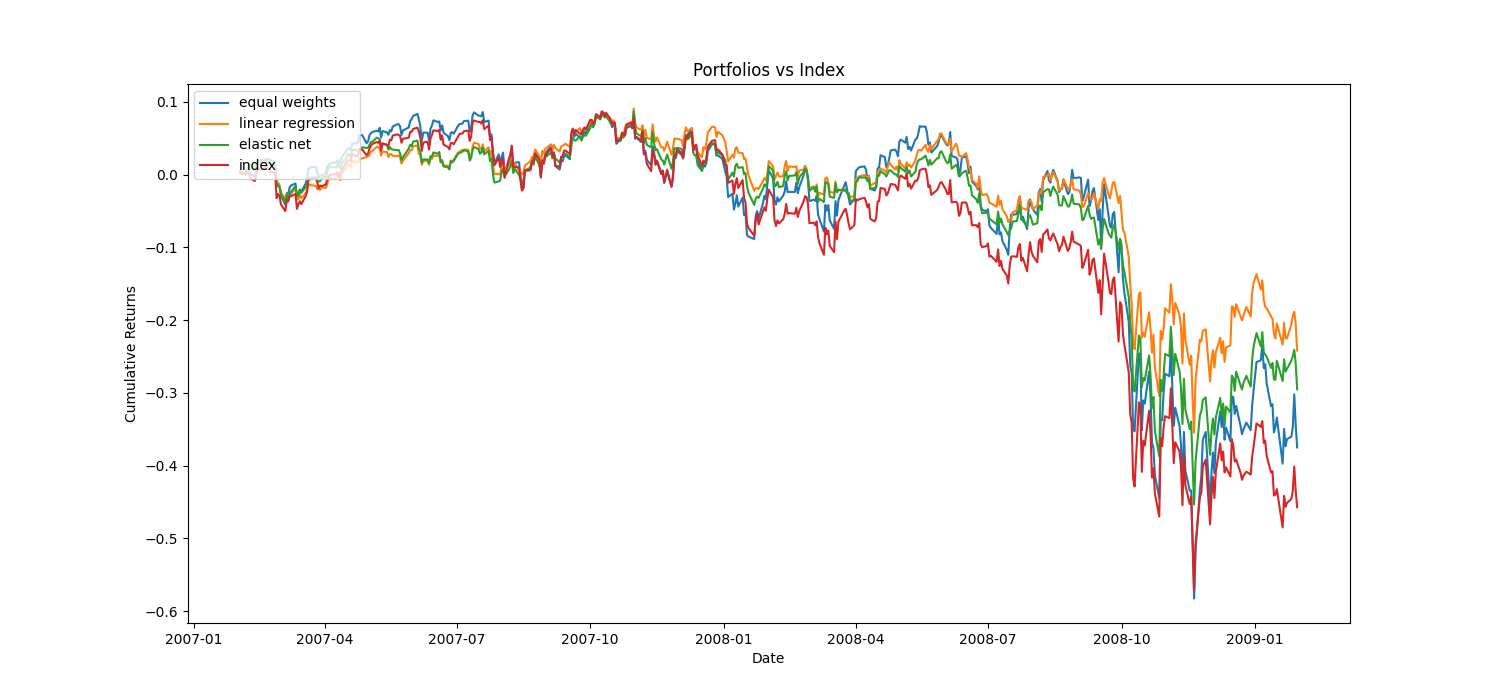 Portfolios vs Index
equal weights
linear regression
elastic net
index
Cumulative Returns
0.1
0.0
−0.1
−0.2
−0.3
−0.4
−0.5
−0.6
2007-01 2007-04 2007-07 2007-10 2008-01 2008-04 2008-07 2008-10 2009-01
Date